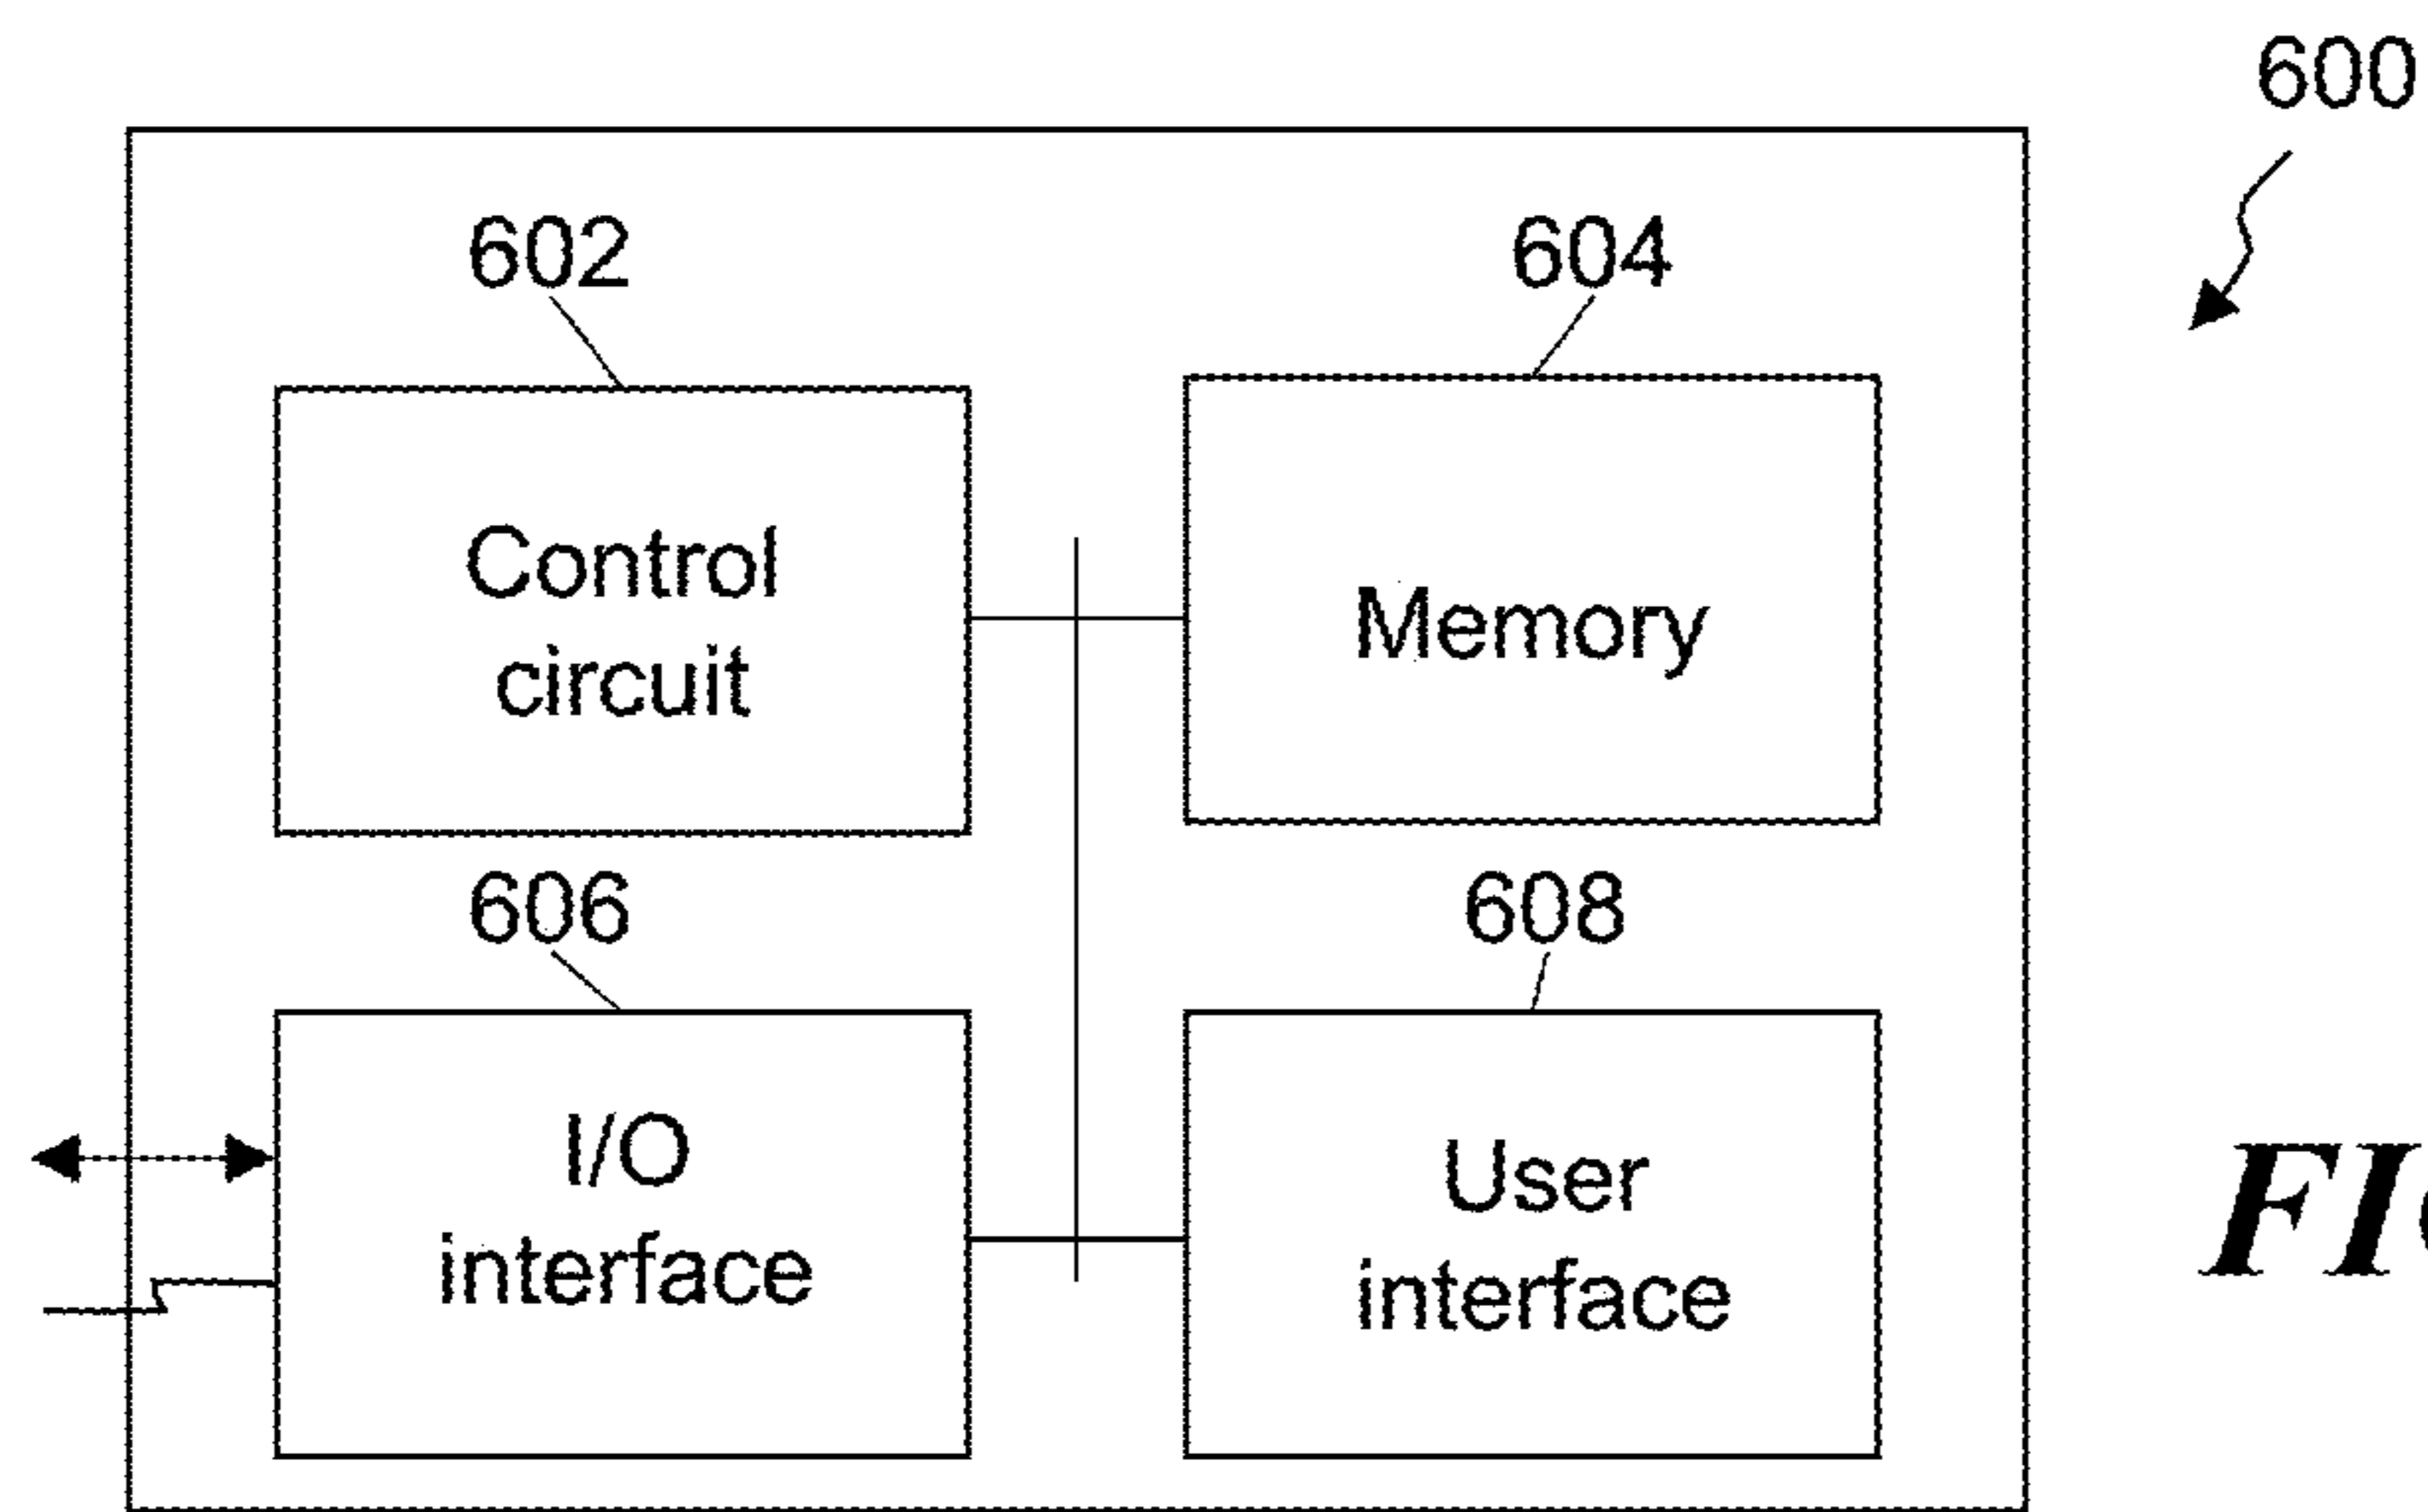 600
602
604
Control
circuit
Memory
606
608
I/O
interface
User
interface